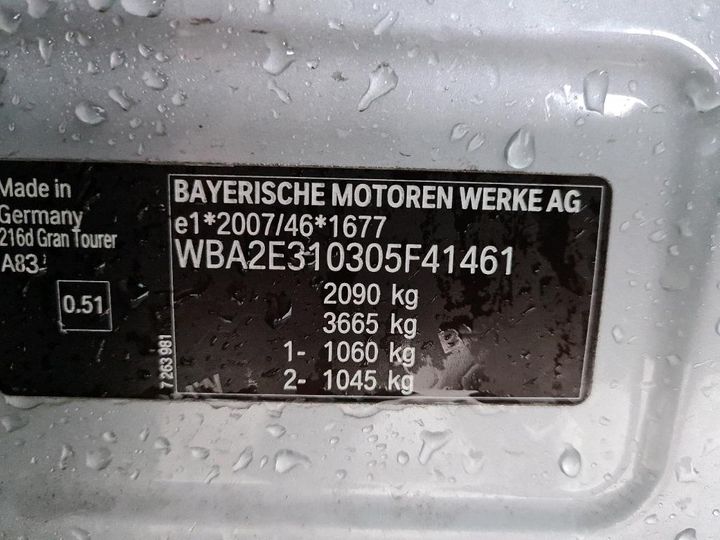 Made in
Germany
216d Gran Tourer
A83
0.51
7 263 981
BAYERISCHE MOTOREN WERKE AG
e1*2007/46*1677
WBA2E310305F41461
2090 kg
3665 kg
1- 1060 kg
2- 1045 kg